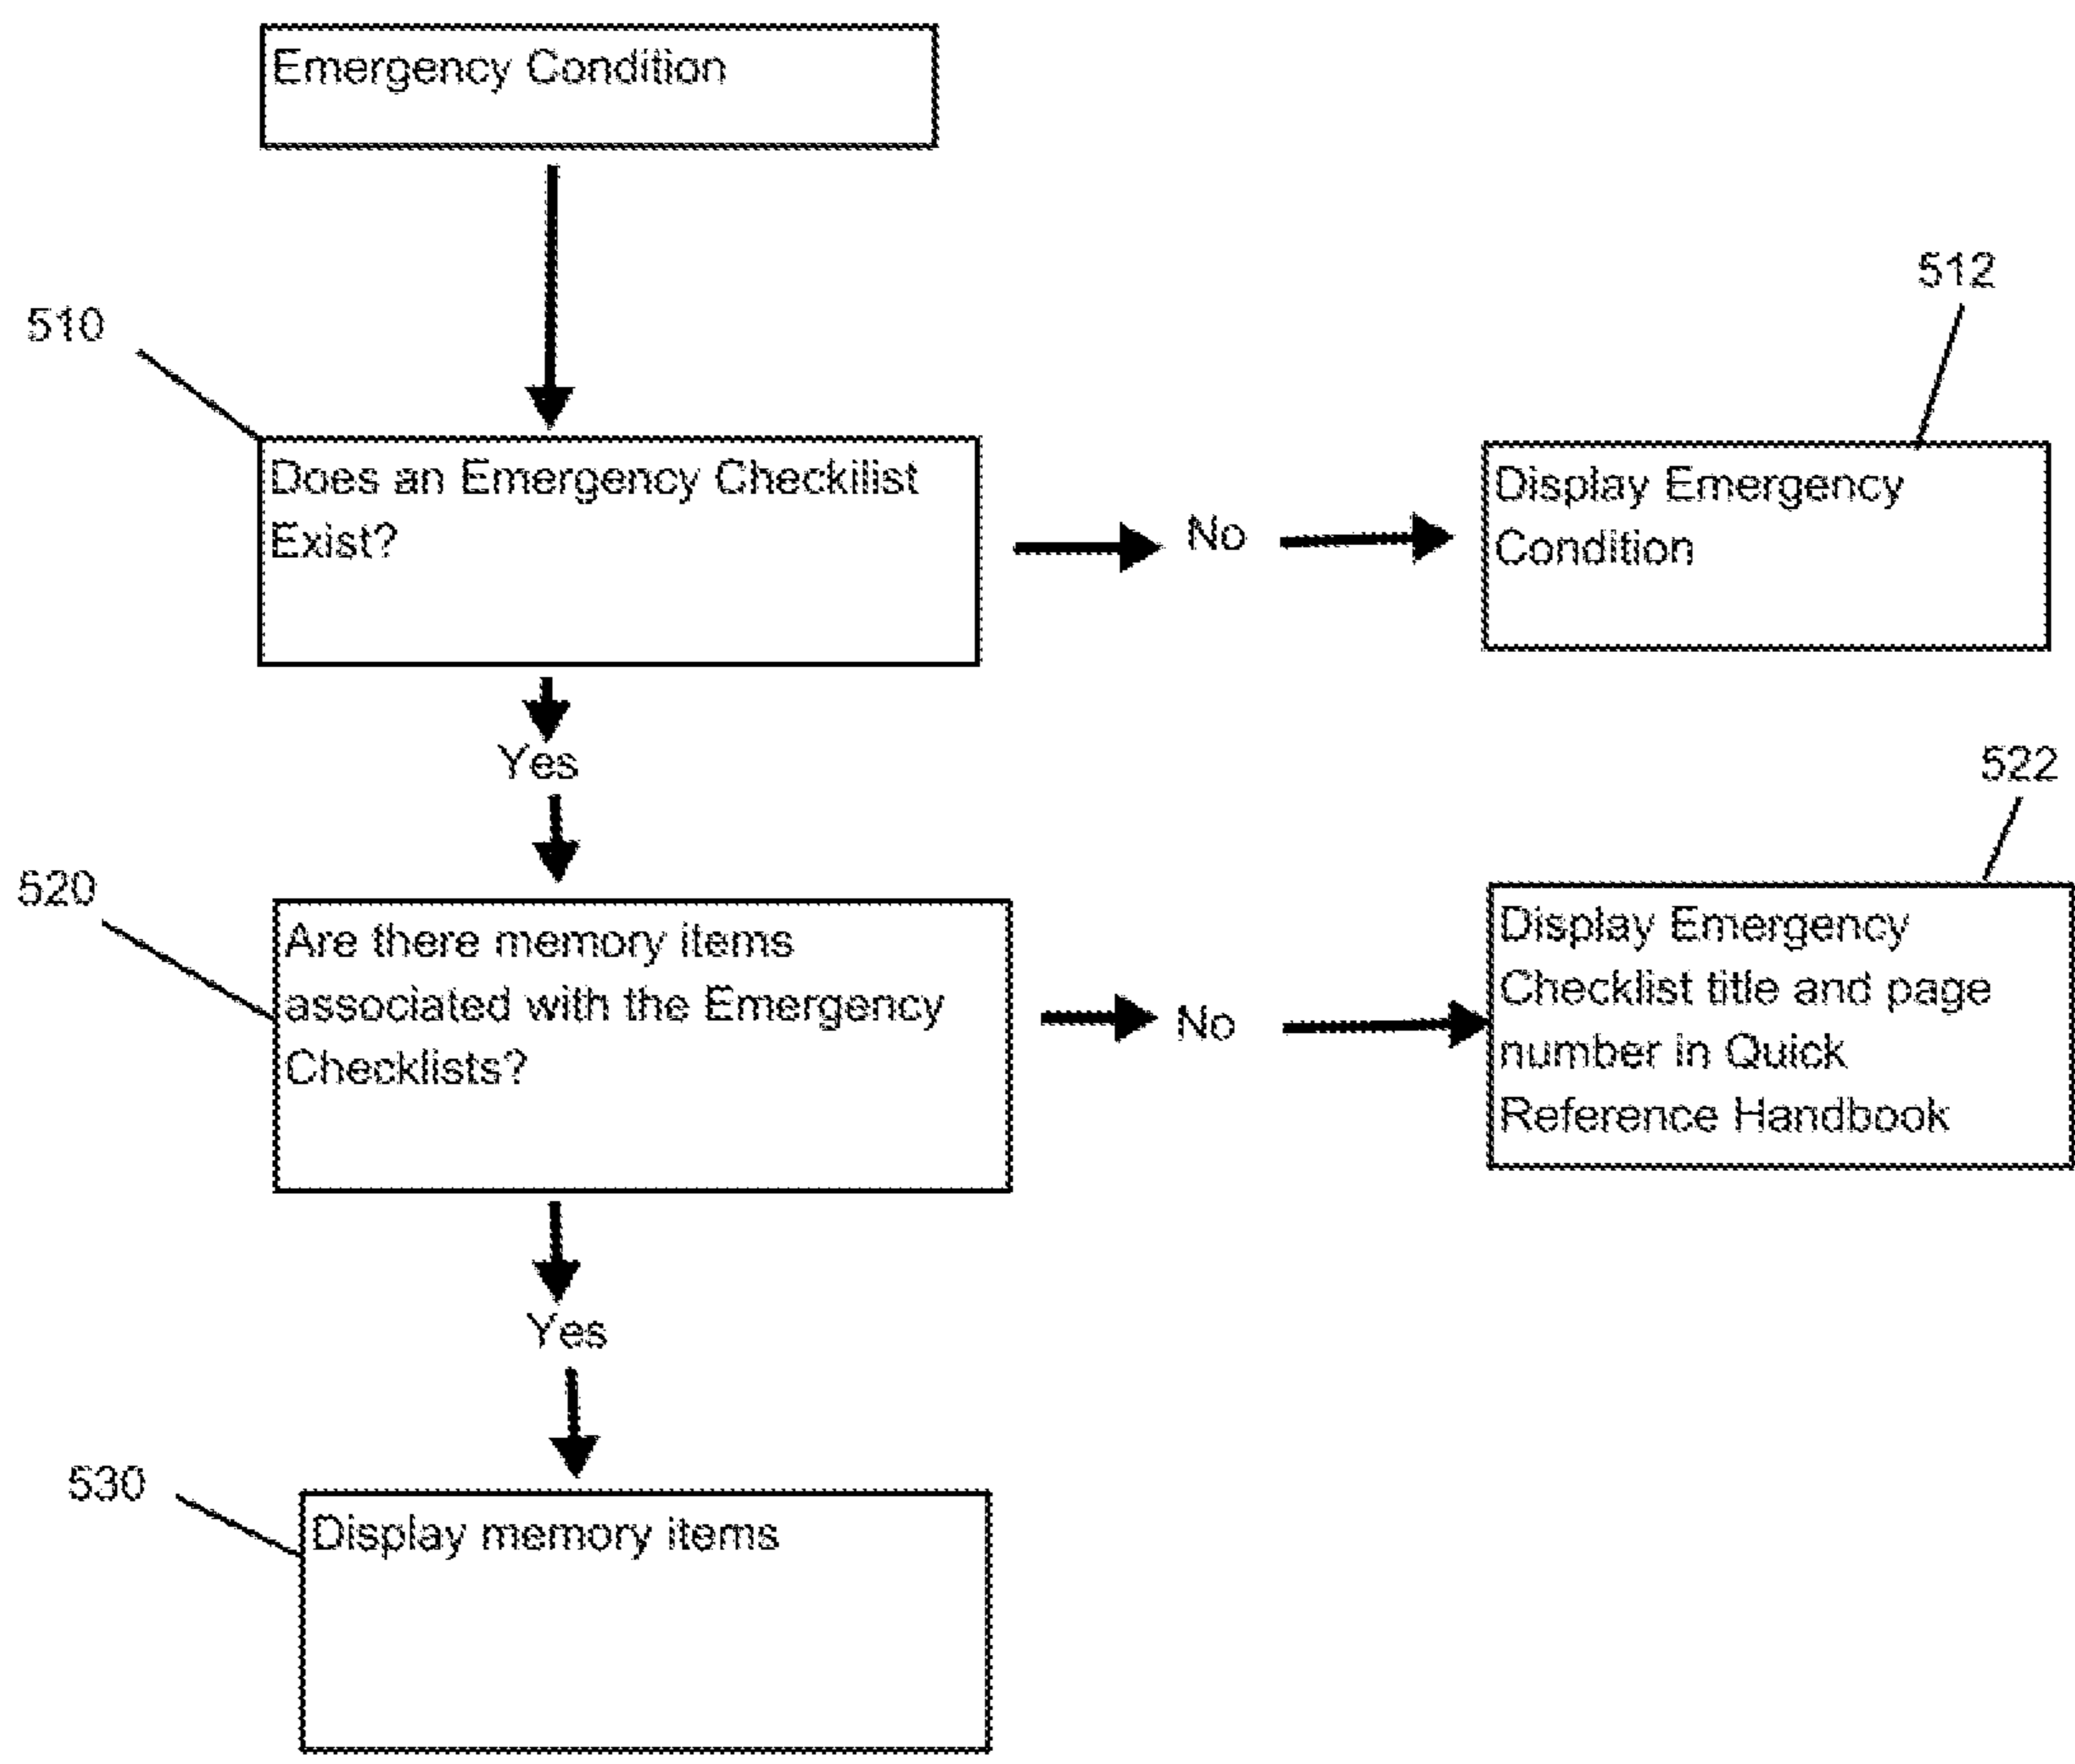 Emergency Condition
512
510
Does an Emergency Checkilist
Exist?
No
Display Emergency
Condition
Yes
522
520
Are there memory items
associated with the Emergency
Checklists?
No
Display Emergency
Checklist title and page
number in Quick
Reference Handbook
Yes
530
Display memory items